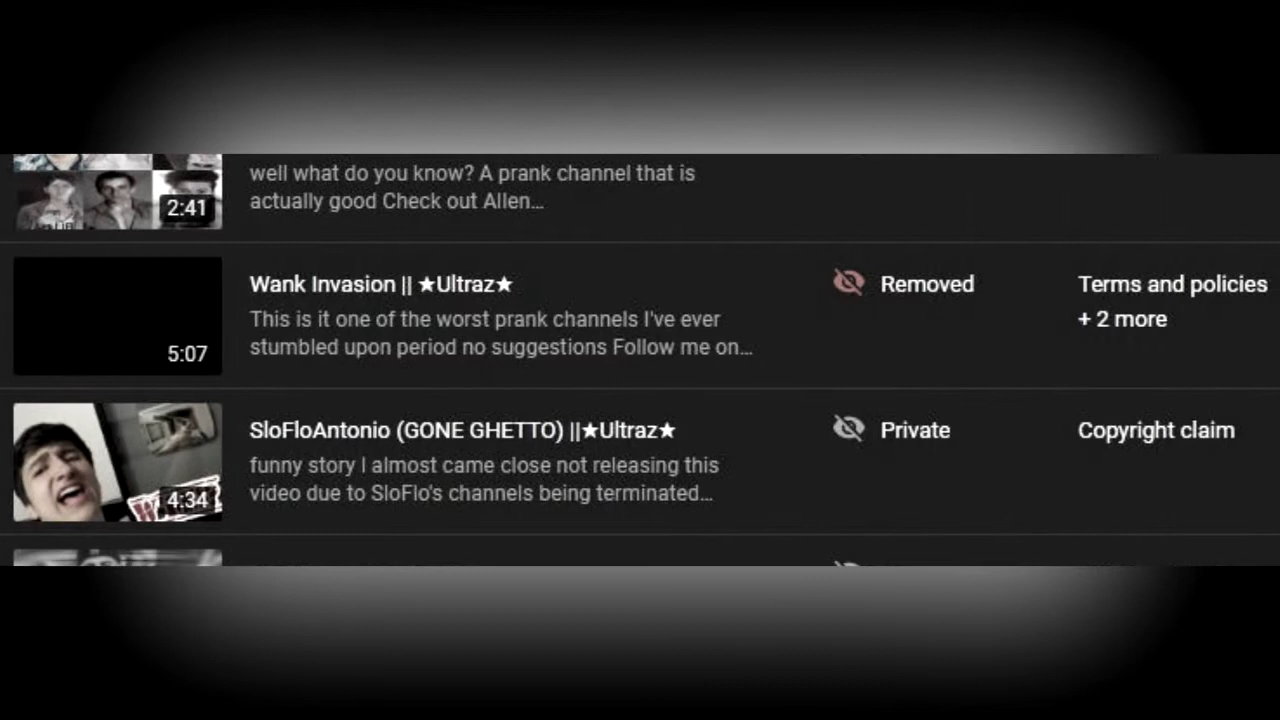 well what do you know? A prank channel that is
actually good Check out Allen...
2:41
Wank Invasion || ★Ultraz★
Removed
Terms and policies
This is it one of the worst prank channels I've ever
+ 2 more
stumbled upon period no suggestions Follow me on...
5:07
SloFloAntonio (GONE GHETTO) ||★Ultraz★
Private
Copyright claim
funny story I almost came close not releasing this
video due to SloFlo's channels being terminated...
4:34